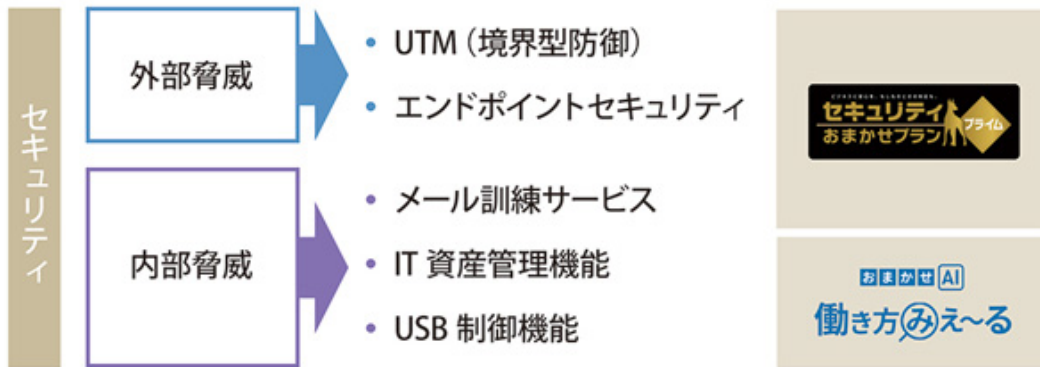 セキュリティ
外部脅威
• UTM（境界型防御）
• エンドポイントセキュリティ
内部脅威
• メール訓練サービス
• IT 資産管理機能
• USB 制御機能
セキュリティ
おまかせプラン
プライム
おまかせ AI
働き方みえ〜る